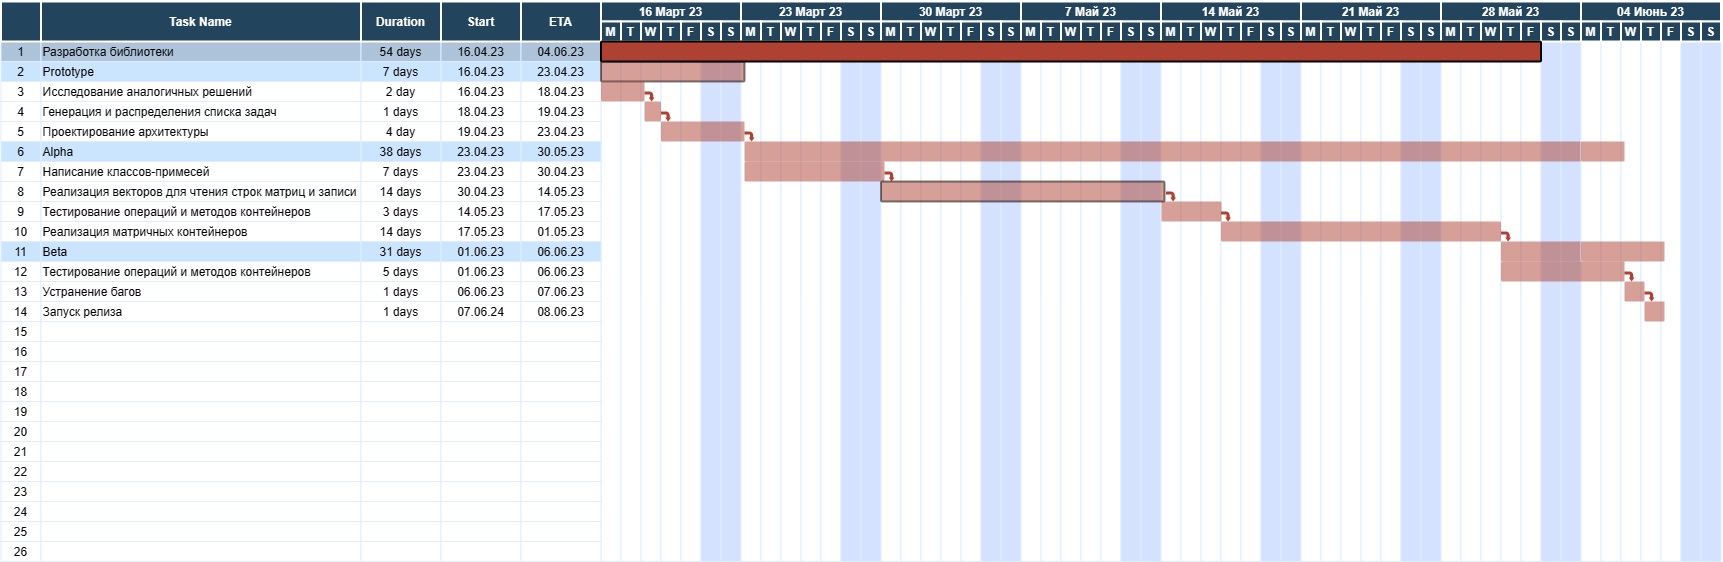 Task Name Duration Start ETA 16 Март 23 23 Март 23 30 Март 23 7 Май 23 14 Май 23 21 Май 23 28 Май 23 04 Июнь 23
M T W T F S S M T W T F S S M T W T F S S M T W T F S S M T W T F S S M T W T F S S M T W T F S S M T W T F S S
1 Разработка библиотеки 54 days 16.04.23 04.06.23
2 Prototype 7 days 16.04.23 23.04.23
3 Исследование аналогичных решений 2 day 16.04.23 18.04.23
4 Генерация и распределения списка задач 1 days 18.04.23 19.04.23
5 Проектирование архитектуры 4 day 19.04.23 23.04.23
6 Alpha 38 days 23.04.23 30.05.23
7 Написание классов-примесей 7 days 23.04.23 30.04.23
8 Реализация векторов для чтения строк матриц и записи 14 days 30.04.23 14.05.23
9 Тестирование операций и методов контейнеров 3 days 14.05.23 17.05.23
10 Реализация матричных контейнеров 14 days 17.05.23 01.05.23
11 Beta 31 days 01.06.23 06.06.23
12 Тестирование операций и методов контейнеров 5 days 01.06.23 06.06.23
13 Устранение багов 1 days 06.06.23 07.06.23
14 Запуск релиза 1 days 07.06.24 08.06.23
15
16
17
18
19
20
21
22
23
24
25
26